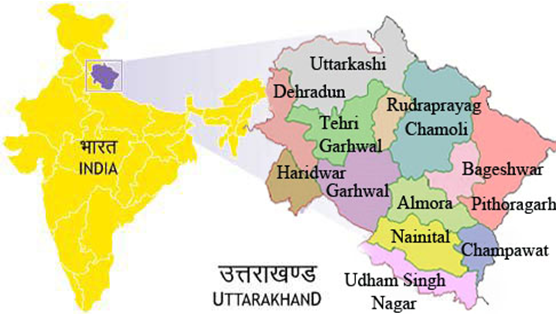 भारत
INDIA
उत्तराखण्ड
UTTARAKHAND
Uttarkashi
Dehradun
Rudraprayag
Tehri
Garhwal
Chamoli
Haridwar
Garhwal
Bageshwar
Almora
Pithoragarh
Nainital
Champawat
Udham Singh
Nagar